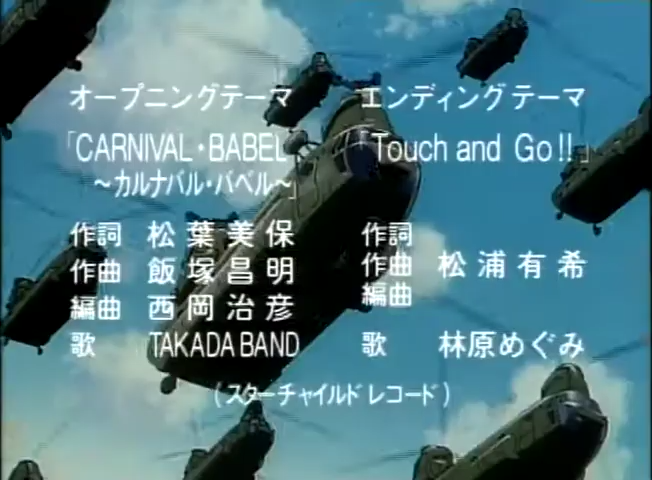 オープニングテーマ
「CARNIVAL・BABEL
～カルナバル・バベル～」
作詞 松葉美保
作曲 飯塚昌明
編曲 西岡治彦
歌 TAKADA BAND
エンディングテーマ
「Touch and Go!!」
作詞
作曲 松浦有希
編曲
歌 林原めぐみ
（スターチャイルドレコード）